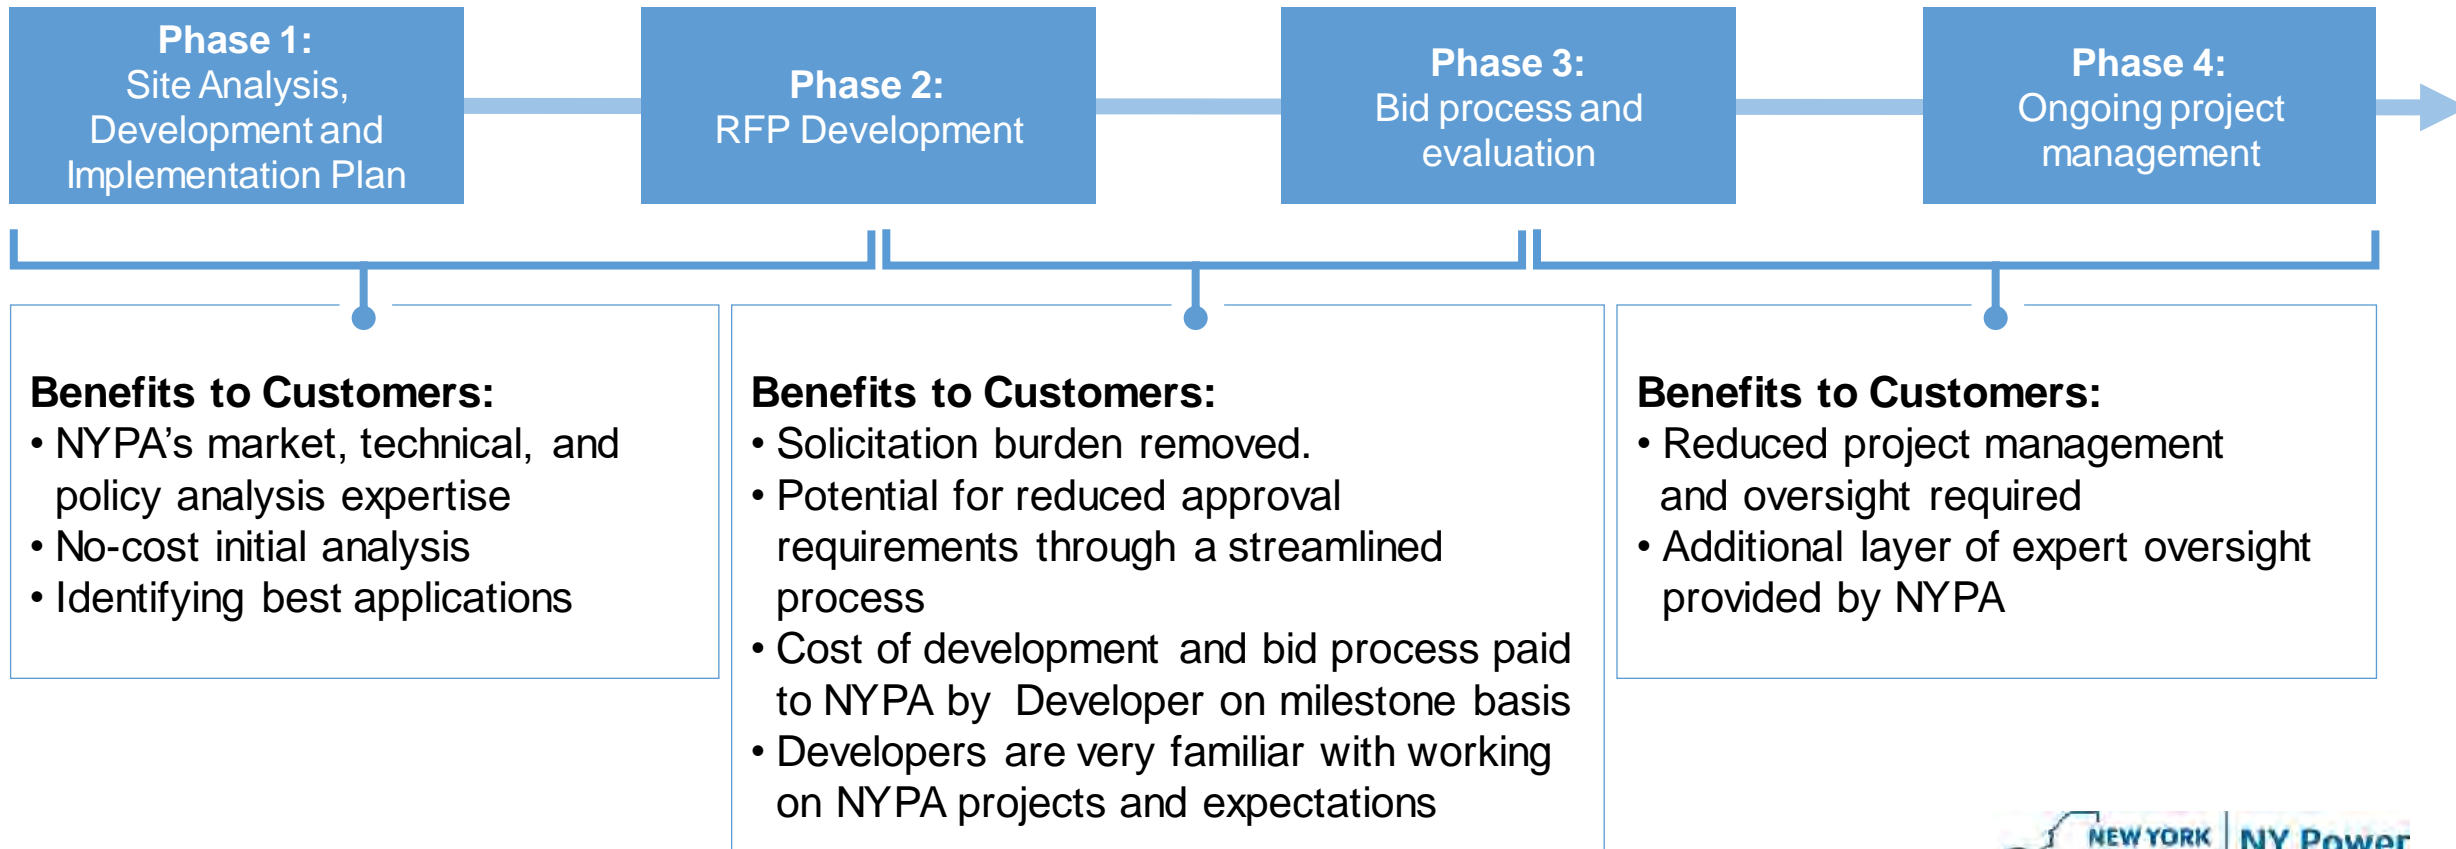 Phase 1:
Site Analysis,
Development and
Implementation Plan
Phase 2:
RFP Development
Phase 3:
Bid process and
evaluation
Phase 4:
Ongoing project
management
Benefits to Customers:
• NYPA’s market, technical, and
policy analysis expertise
• No-cost initial analysis
• Identifying best applications
Benefits to Customers:
• Solicitation burden removed.
• Potential for reduced approval
requirements through a streamlined
process
• Cost of development and bid process paid
to NYPA by  Developer on milestone basis
• Developers are very familiar with working
on NYPA projects and expectations
Benefits to Customers:
• Reduced project management
and oversight required
• Additional layer of expert oversight
provided by NYPA
NEW YORK
NY Power